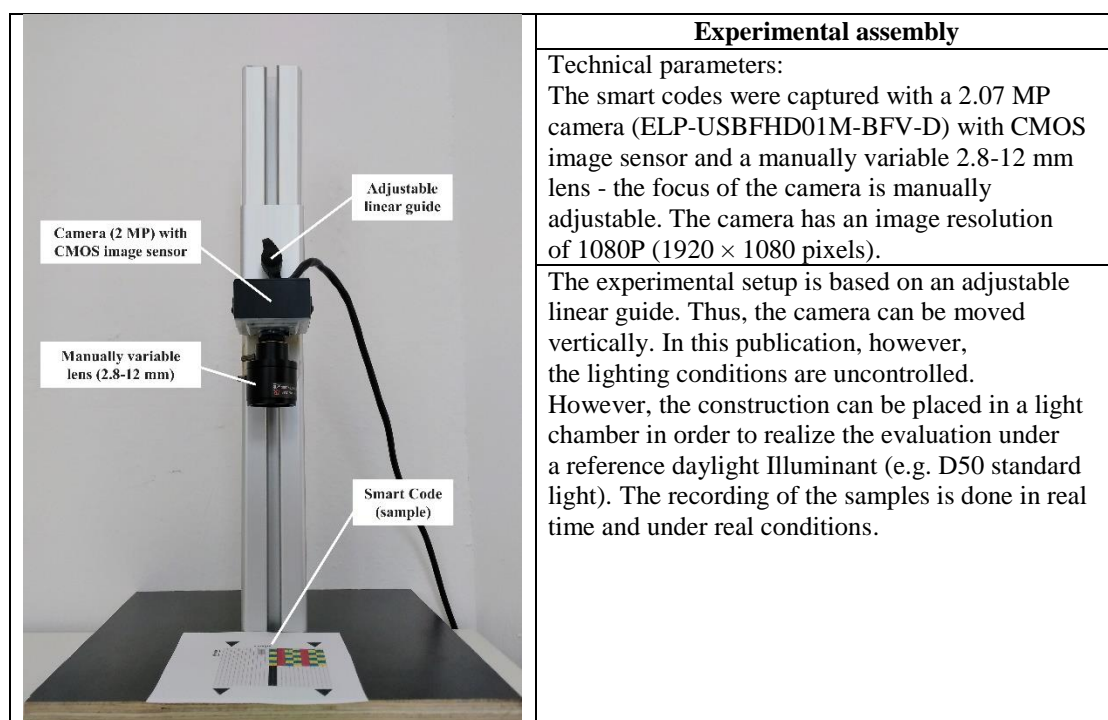 Adjustable
linear guide
Camera (2 MP) with
CMOS image sensor
Manually variable
lens (2.8-12 mm)
Smart Code
(sample)
Experimental assembly
Technical parameters:
The smart codes were captured with a 2.07 MP
camera (ELP-USBFHD01M-BFV-D) with CMOS
image sensor and a manually variable 2.8-12 mm
lens - the focus of the camera is manually
adjustable. The camera has an image resolution
of 1080P (1920 × 1080 pixels).
The experimental setup is based on an adjustable
linear guide. Thus, the camera can be moved
vertically. In this publication, however,
the lighting conditions are uncontrolled.
However, the construction can be placed in a light
chamber in order to realize the evaluation under
a reference daylight Illuminant (e.g. D50 standard
light). The recording of the samples is done in real
time and under real conditions.